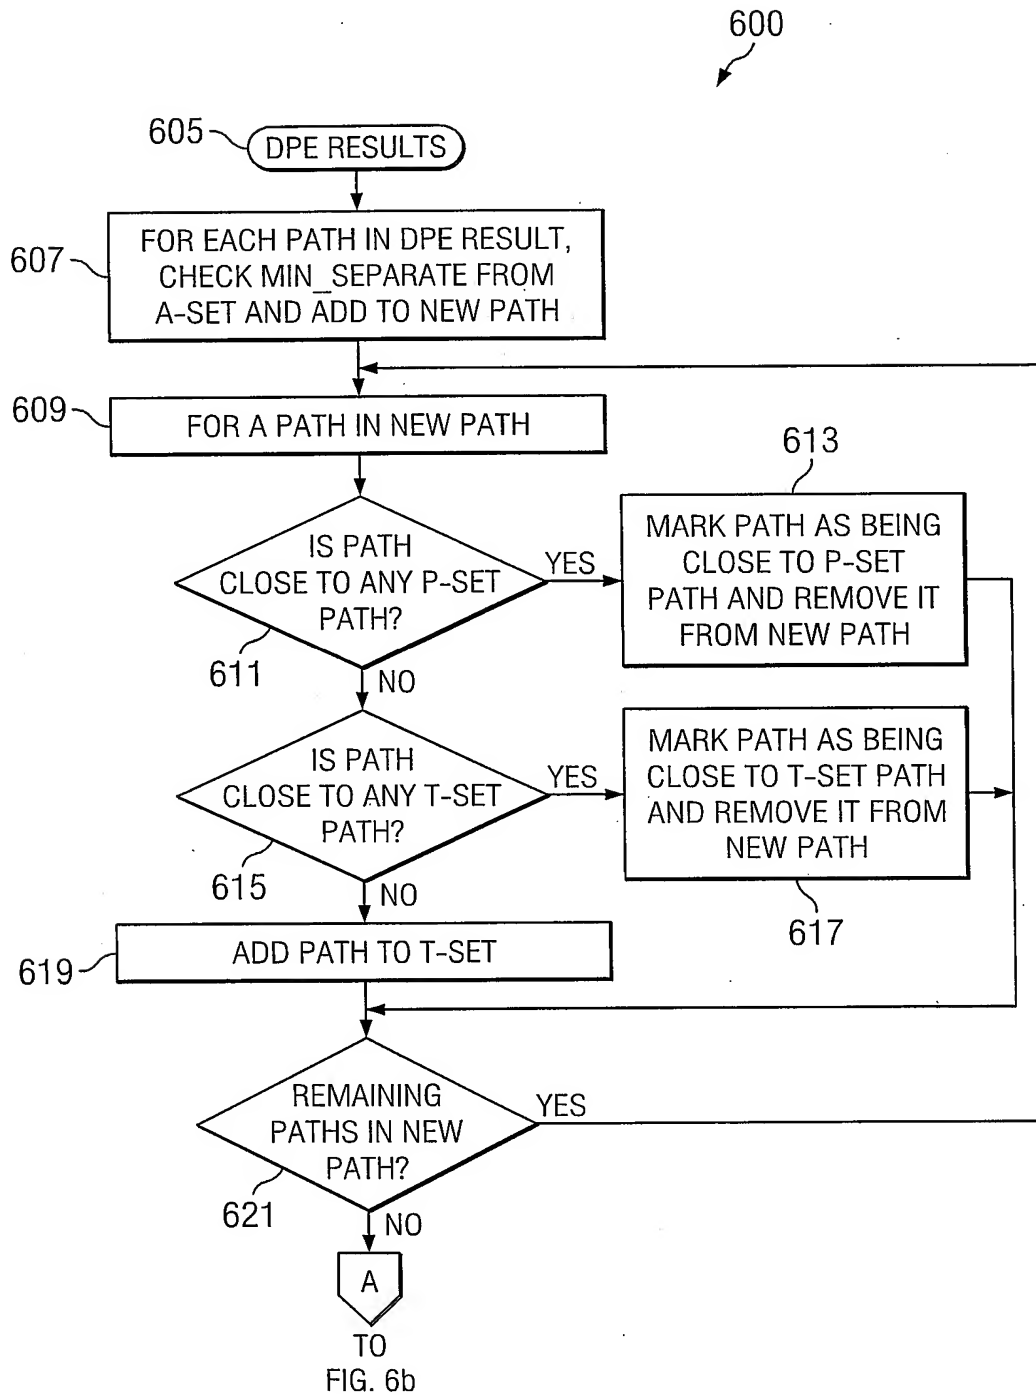 600
605
DPE RESULTS
607
FOR EACH PATH IN DPE RESULT,
CHECK MIN_SEPARATE FROM
A-SET AND ADD TO NEW PATH
609
FOR A PATH IN NEW PATH
613
IS PATH
CLOSE TO ANY P-SET
PATH?
YES
MARK PATH AS BEING
CLOSE TO P-SET
PATH AND REMOVE IT
FROM NEW PATH
611
NO
IS PATH
CLOSE TO ANY T-SET
PATH?
YES
MARK PATH AS BEING
CLOSE TO T-SET PATH
AND REMOVE IT FROM
NEW PATH
615
NO
617
619
ADD PATH TO T-SET
REMAINING
PATHS IN NEW
PATH?
YES
621
NO
A
TO
FIG. 6b